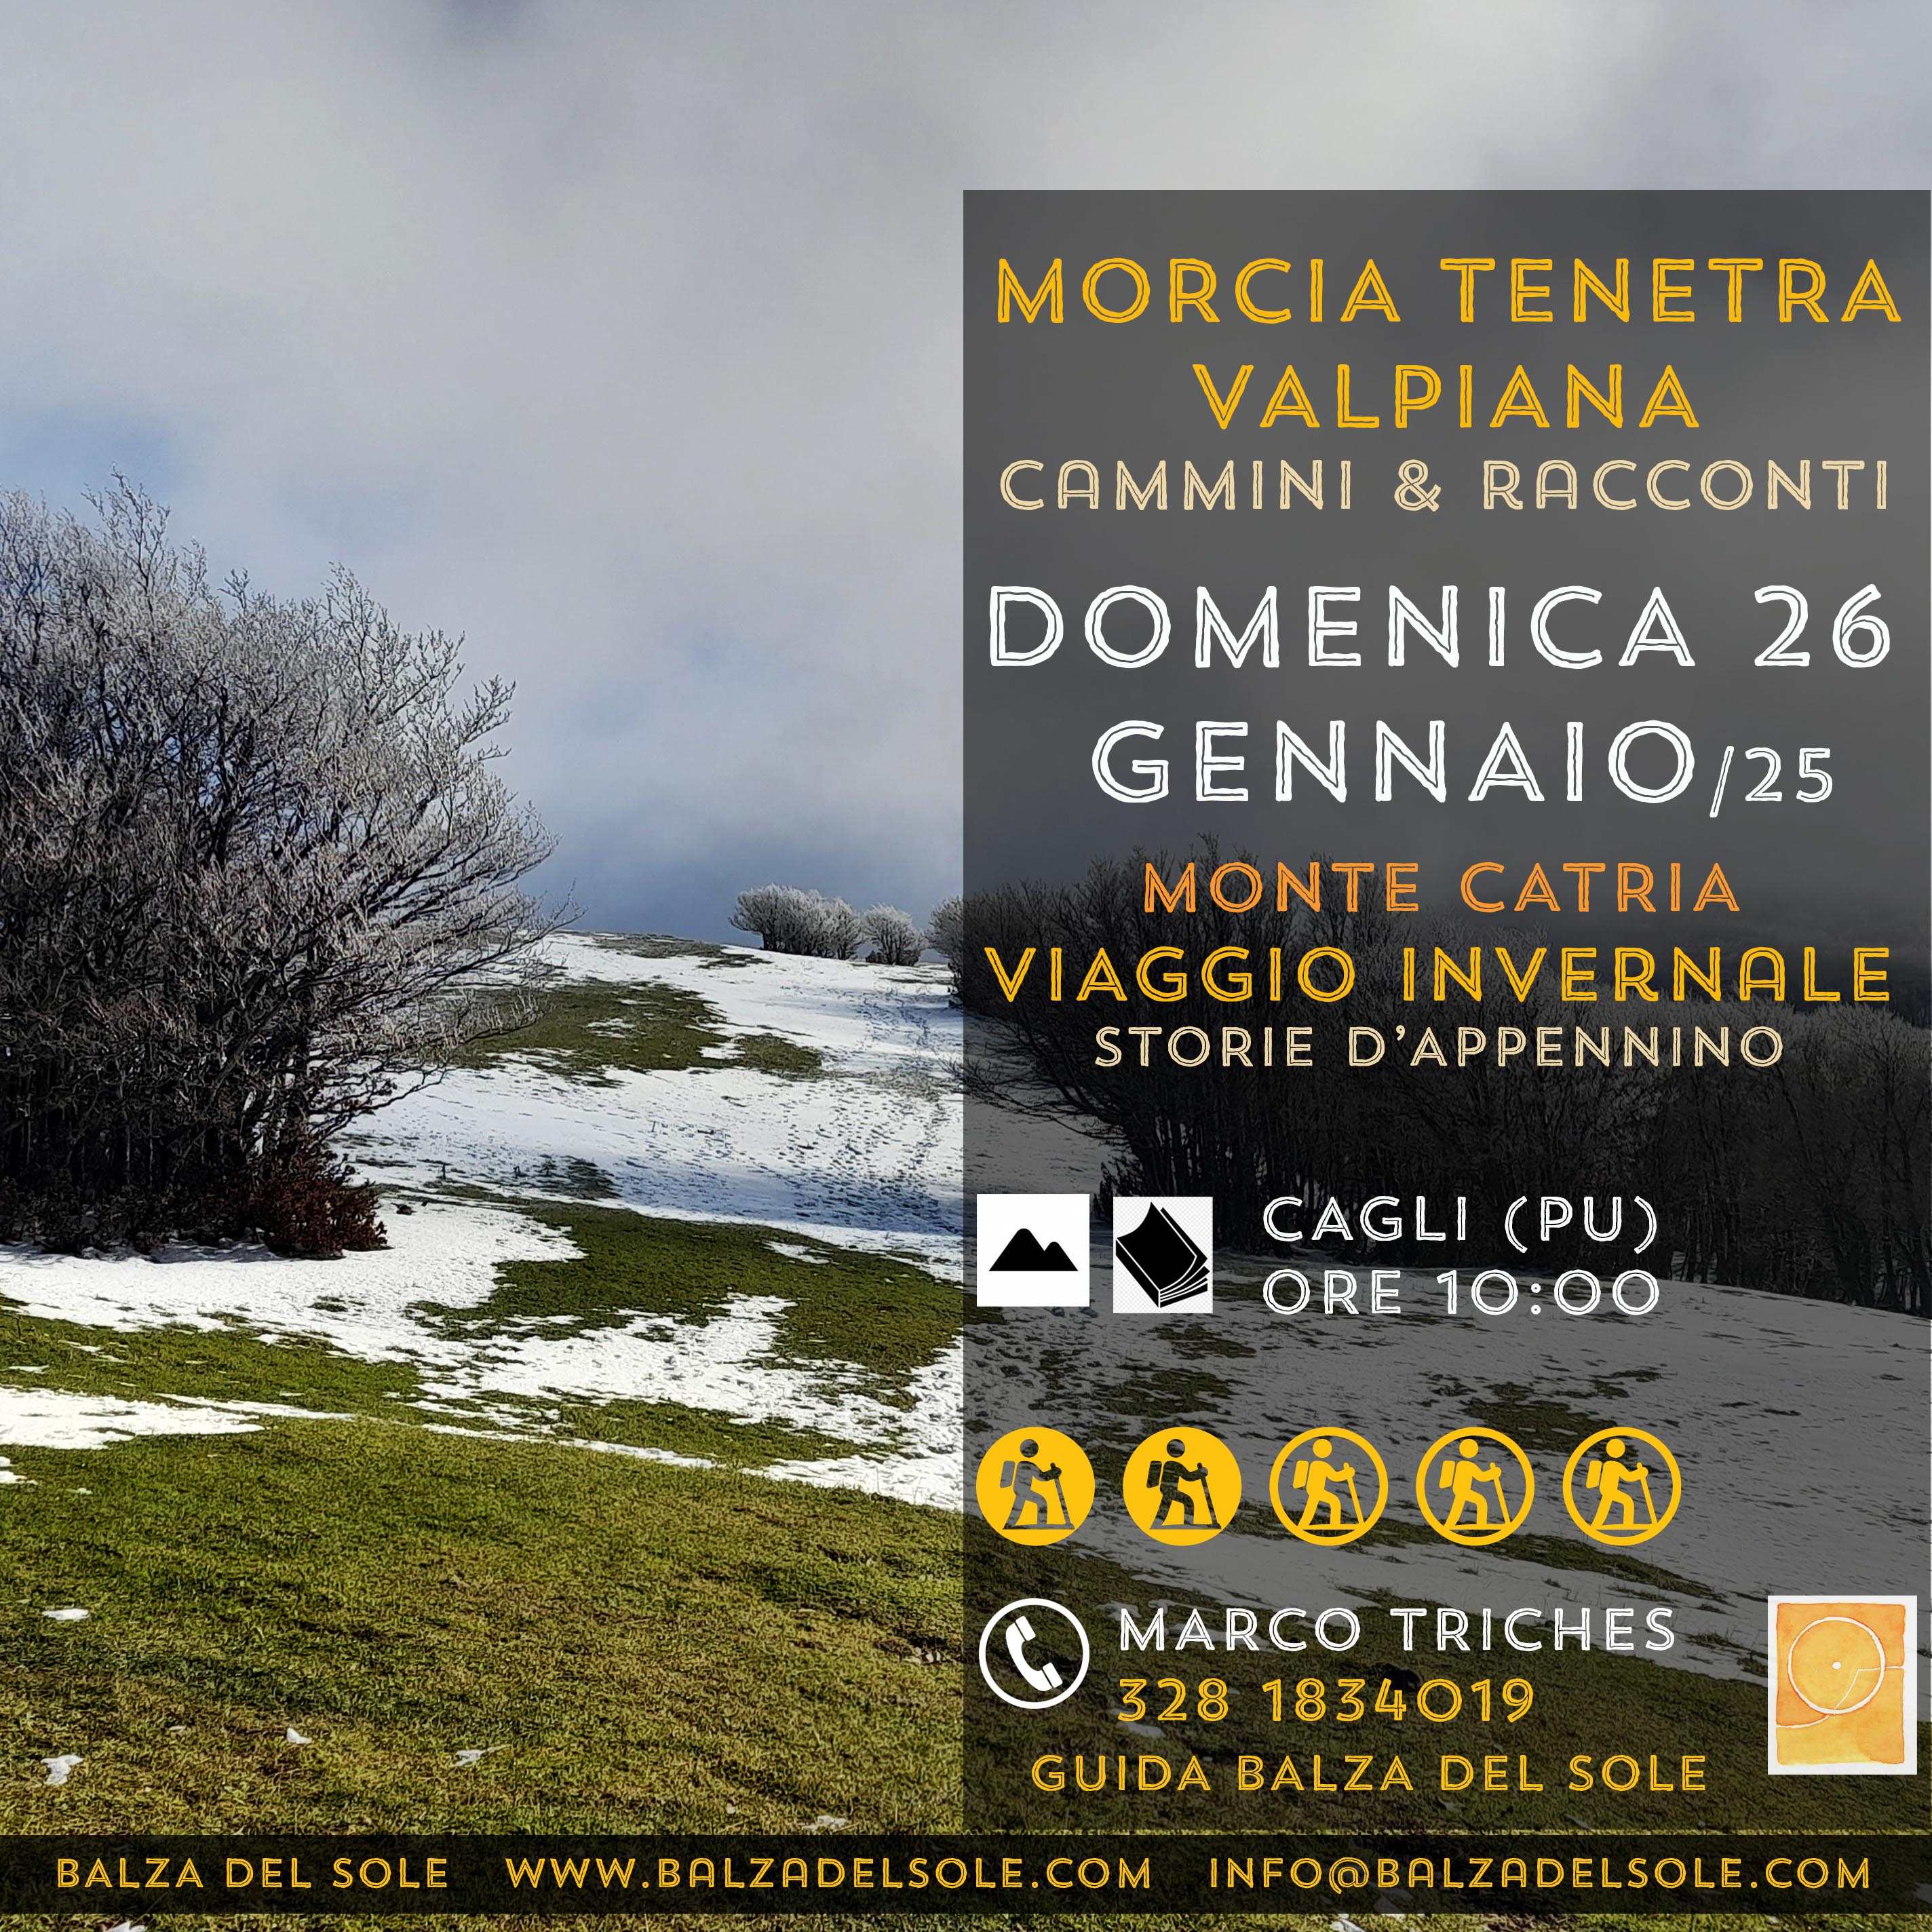 MORCIA TENETRA
VALPIANA
CAMMINI & RACCONTI
DOMENICA 26
GENNAIO/25
MONTE CATRIA
VIAGGIO INVERNALE
STORIE D'APPENNINO
CAGLI (PU)
ORE 10:00
MARCO TRICHES
328 1834019
GUIDA BALZA DEL SOLE
BALZA DEL SOLE WWW.BALZADELSOLE.COM INFO@BALZADELSOLE.COM